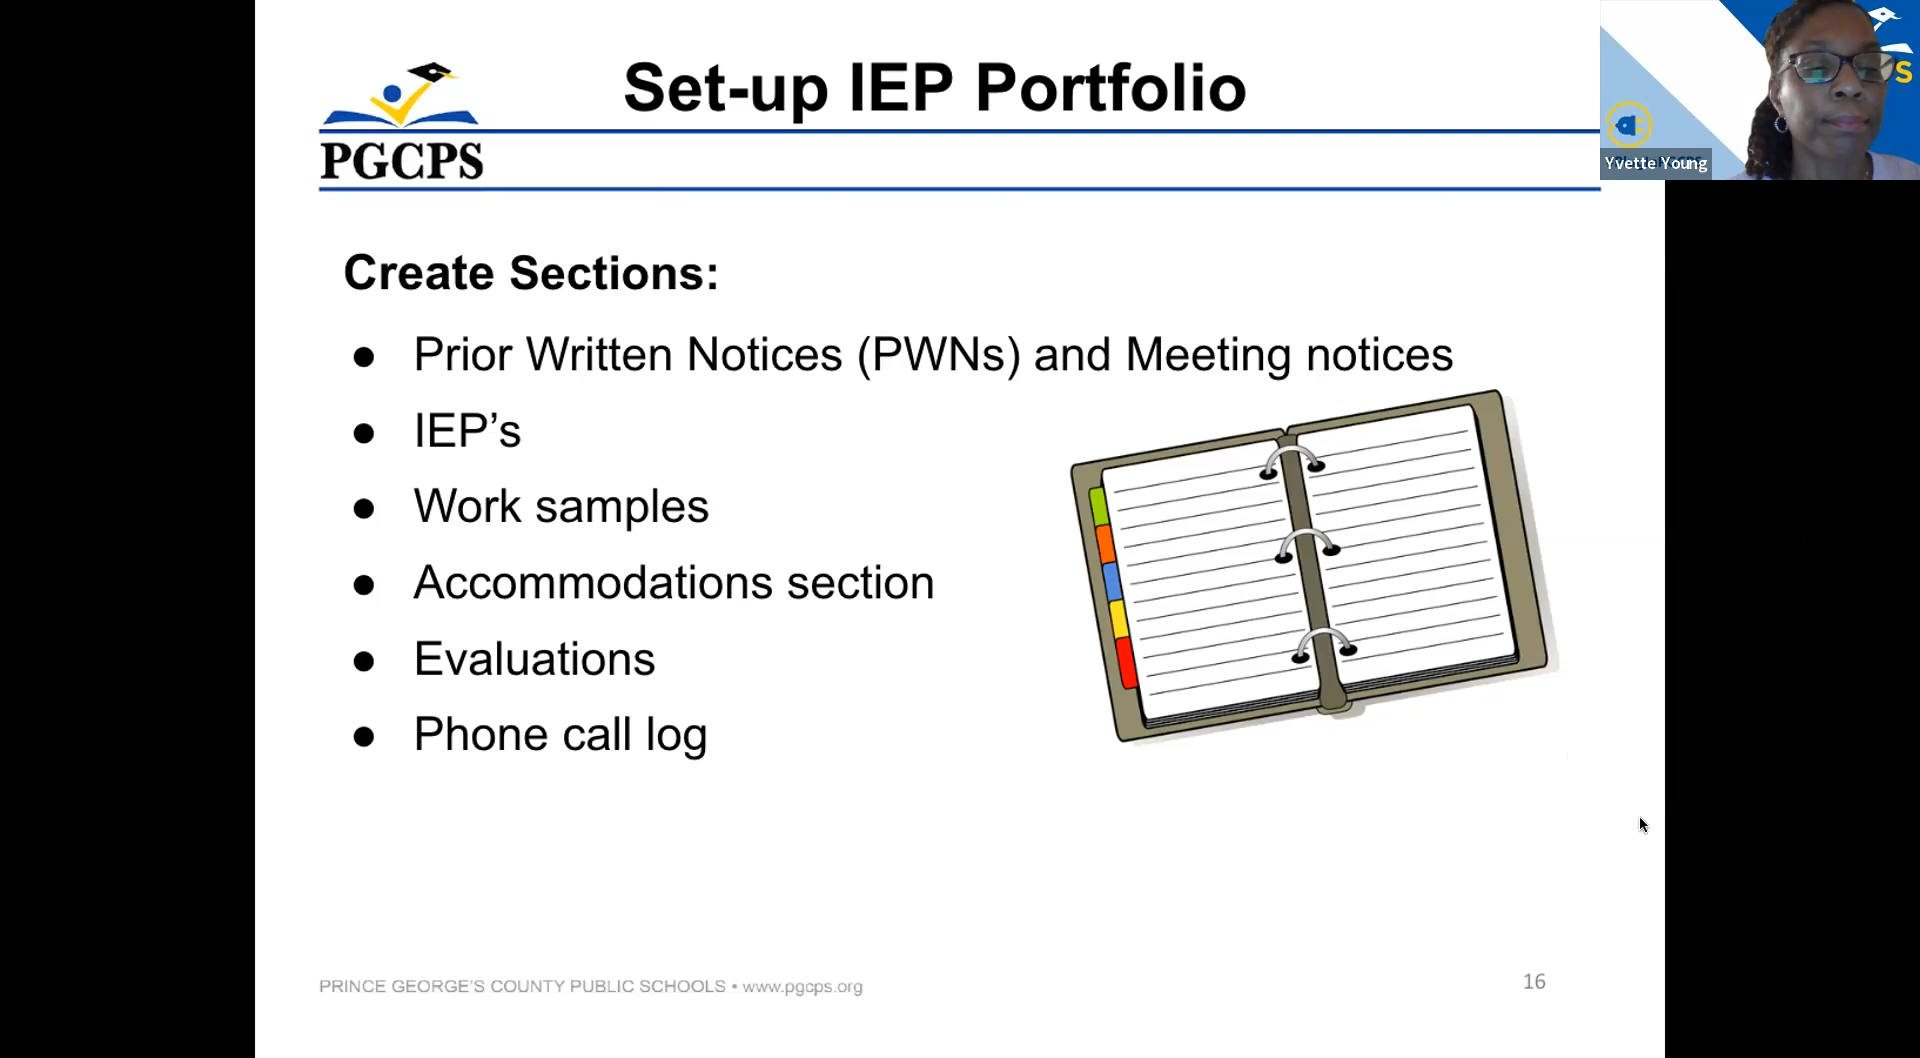 Set-up IEP Portfolio
PGCPS
Create Sections:
● Prior Written Notices (PWNs) and Meeting notices
● IEP’s
● Work samples
● Accommodations section
● Evaluations
● Phone call log
PRINCE GEORGE'S COUNTY PUBLIC SCHOOLS • www.pgcps.org
16
S
Yvette Young